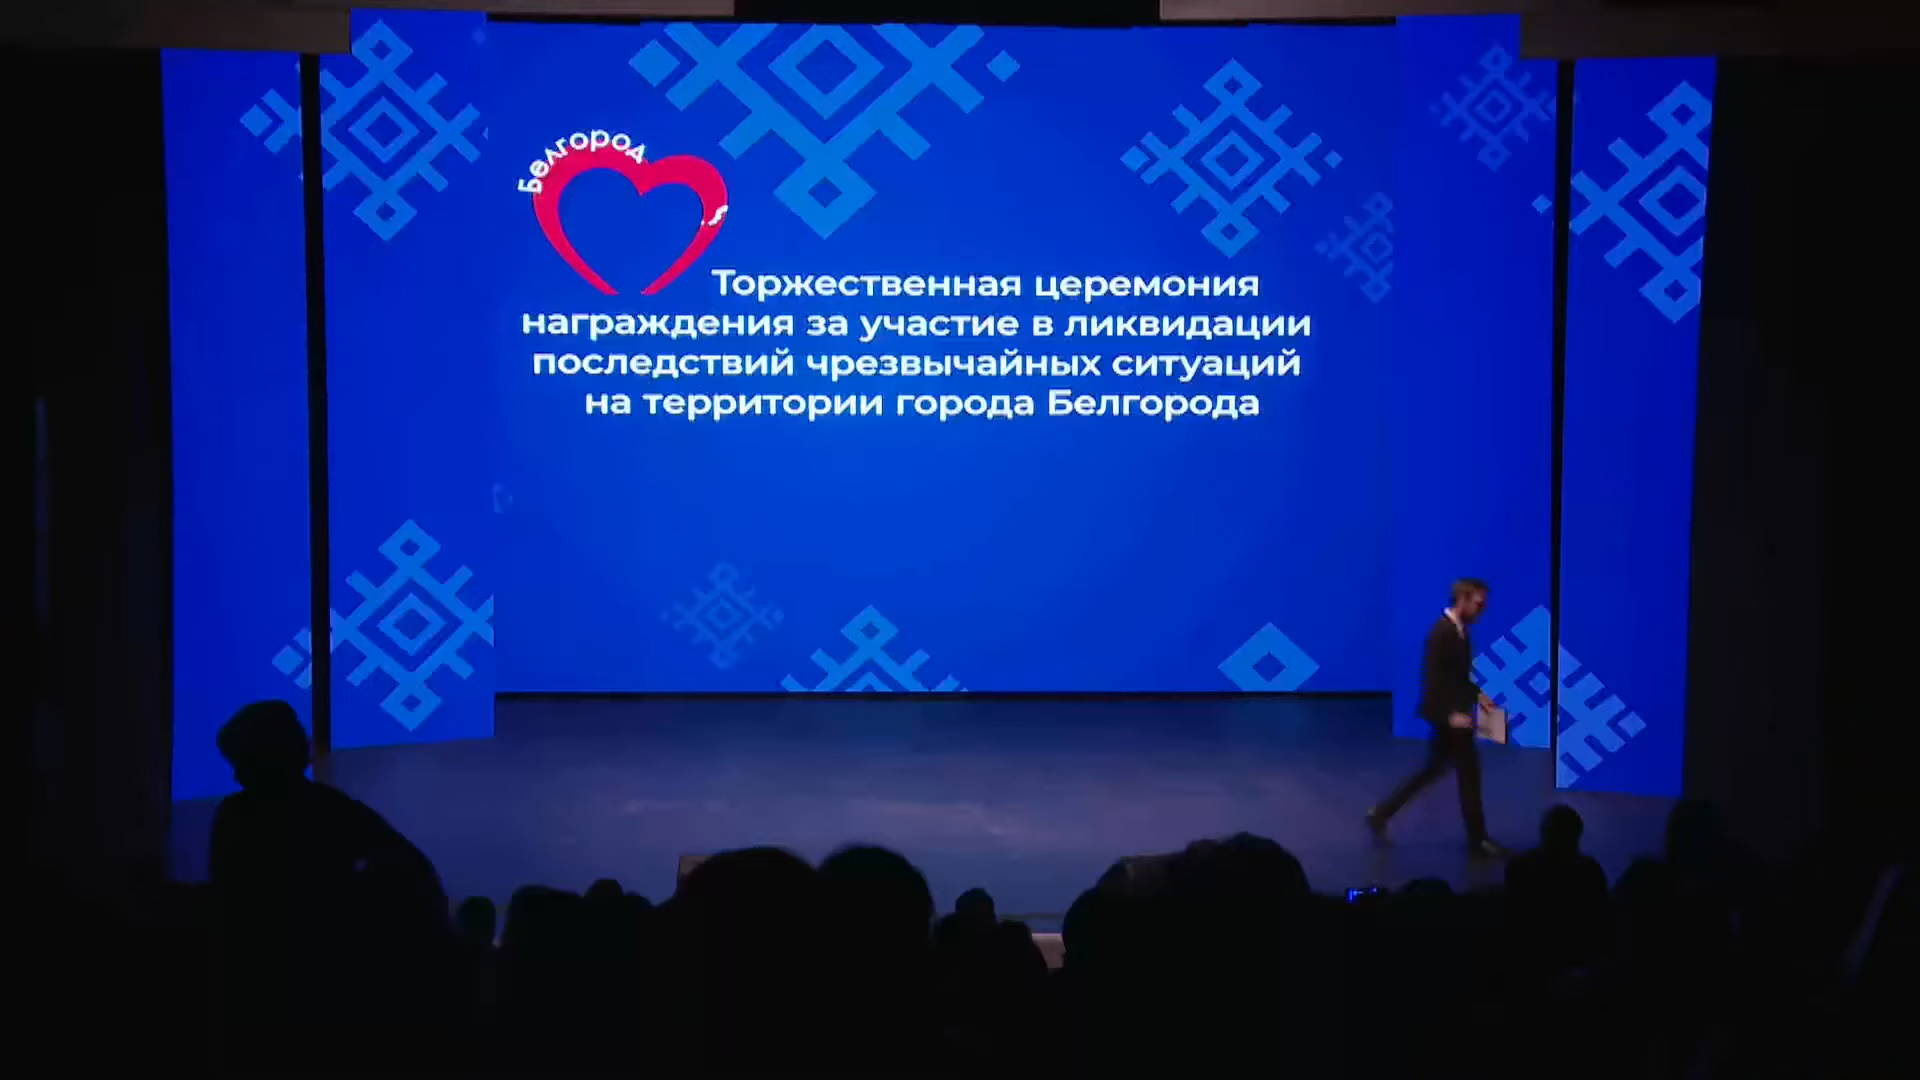 Белгород
Торжественная церемония
награждения за участие в ликвидации
последствий чрезвычайных ситуаций
на территории города Белгорода